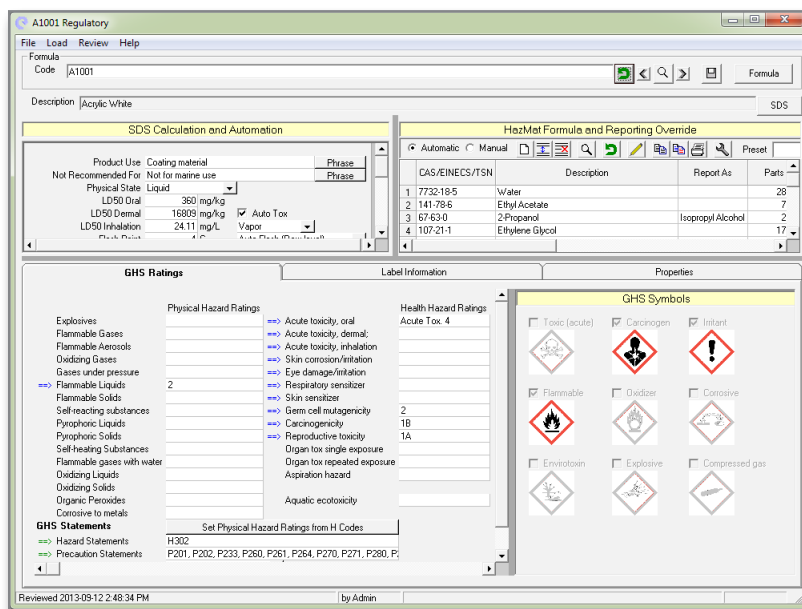 A1001 Regulatory
File Load Review Help
Formula
Code A1001 Formula
Description Acrylic White SDS
SDS Calculation and Automation
Product Use Coating material Phrase
Not Recommended For Not for marine use Phrase
Physical State Liquid
LD50 Oral 360 mg/kg
LD50 Dermal 16809 mg/kg Auto Tox
LD50 Inhalation 24.11 mg/L Vapor
HazMat Formula and Reporting Override
Automatic Manual Preset
CAS/EINECS/TSN Description Report As Parts
1 7732-18-5 Water 28
2 141-78-6 Ethyl Acetate 7
3 67-63-0 2-Propanol Isopropyl Alcohol 2
4 107-21-1 Ethylene Glycol 17
GHS Ratings Label Information Properties
Physical Hazard Ratings Health Hazard Ratings
Explosives ==> Acute toxicity, oral Acute Tox. 4
Flammable Gases ==> Acute toxicity, dermal;
Flammable Aerosols ==> Acute toxicity, inhalation
Oxidizing Gases ==> Skin corrosion/irritation
Gases under pressure ==> Eye damage/irritation
==> Flammable Liquids 2 ==> Respiratory sensitizer
Flammable Solids ==> Skin sensitizer
Self-reacting substances ==> Germ cell mutagenicity 2
Pyrophoric Liquids ==> Carcinogenicity 1B
Pyrophoric Solids ==> Reproductive toxicity 1A
Self-heating Substances Organ tox single exposure
Flammable gases with water Organ tox repeated exposure
Oxidizing Liquids Aspiration hazard
Oxidizing Solids
Organic Peroxides Aquatic ecotoxicity
Corrosive to metals
GHS Statements Set Physical Hazard Ratings from H Codes
==> Hazard Statements H302
==> Precaution Statements P201, P202, P233, P260, P261, P264, P270, P271, P280,
GHS Symbols
Toxic (acute) Carcinogen Irritant
Flammable Oxidizer Corrosive
Envirotoxin Explosive Compressed gas
Reviewed 2013-09-12 2:48:34 PM by Admin